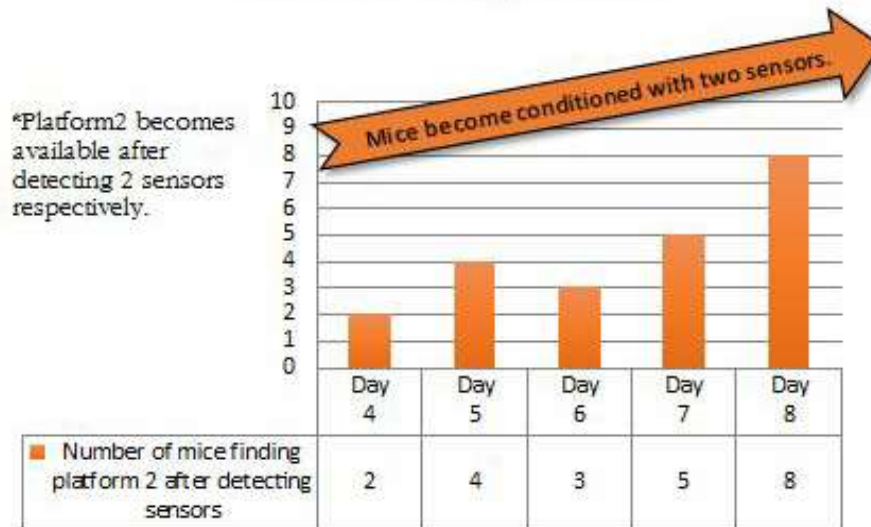 Mice become conditioned with two sensors.
*Platform2 becomes
available after
detecting 2 sensors
respectively.
10
9
8
7
6
5
4
3
2
1
0
Day 4
Day 5
Day 6
Day 7
Day 8
Number of mice finding
platform 2 after detecting
sensors
2 4 3 5 8